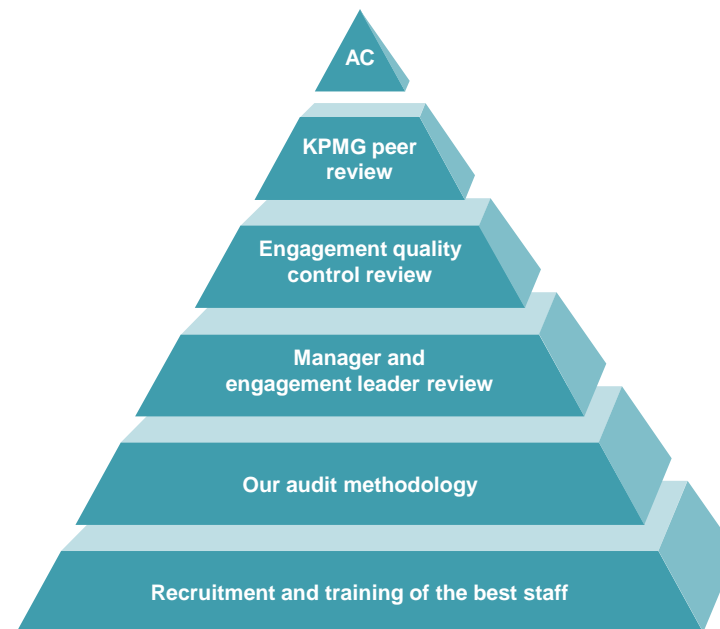 AC
KPMG peer
review
Engagement quality
control review
Manager and
engagement leader review
Our audit methodology
Recruitment and training of the best staff